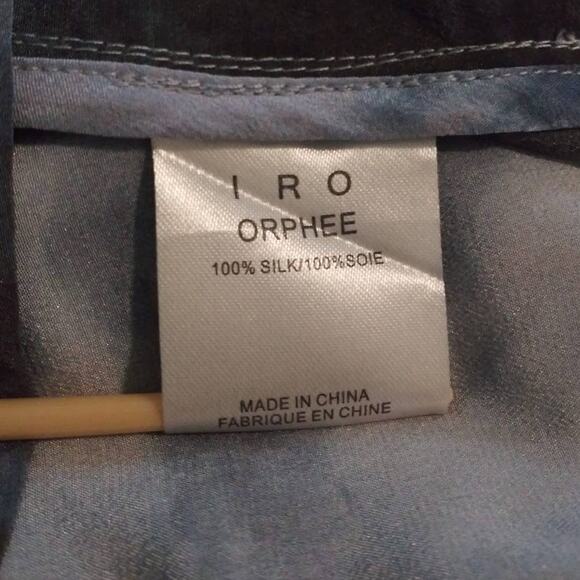 I R O
ORPHEE
100% SILK/100%SOIE
MADE IN CHINA
FABRIQUE EN CHINE